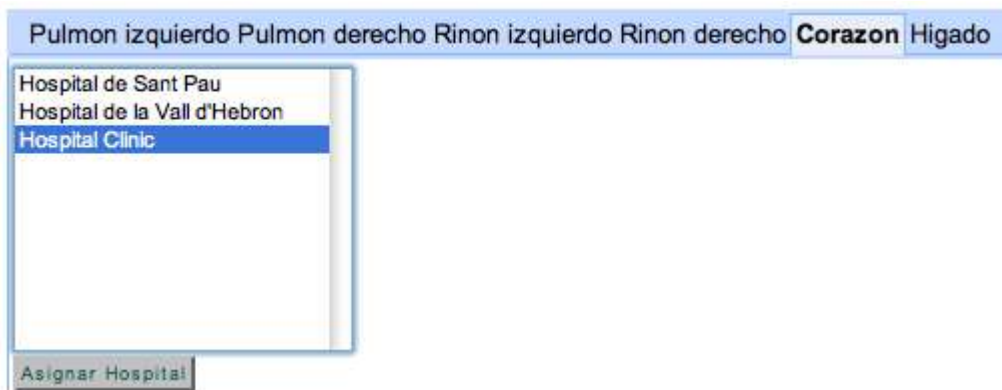 Pulmon izquierdo Pulmon derecho Rinon izquierdo Rinon derecho Corazon Higado
Hospital de Sant Pau
Hospital de la Vall d'Hebron
Hospital Clinic
Asignar Hospital